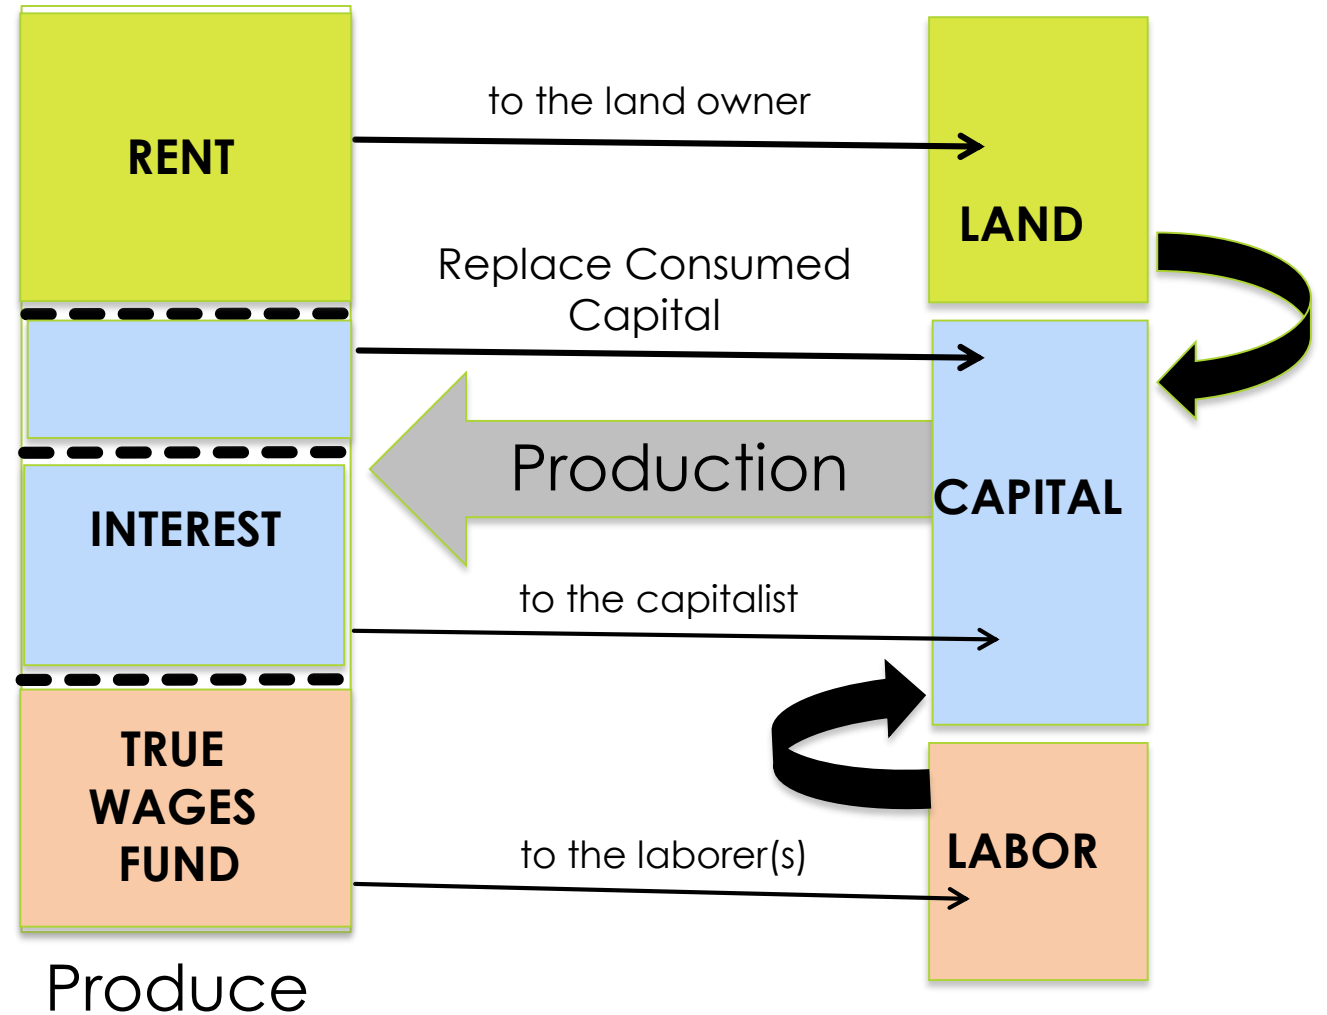 to the land owner
RENT
LAND
Replace Consumed
Capital
Production
CAPITAL
INTEREST
to the capitalist
TRUE
WAGES
FUND
to the laborer(s)
LABOR
Produce